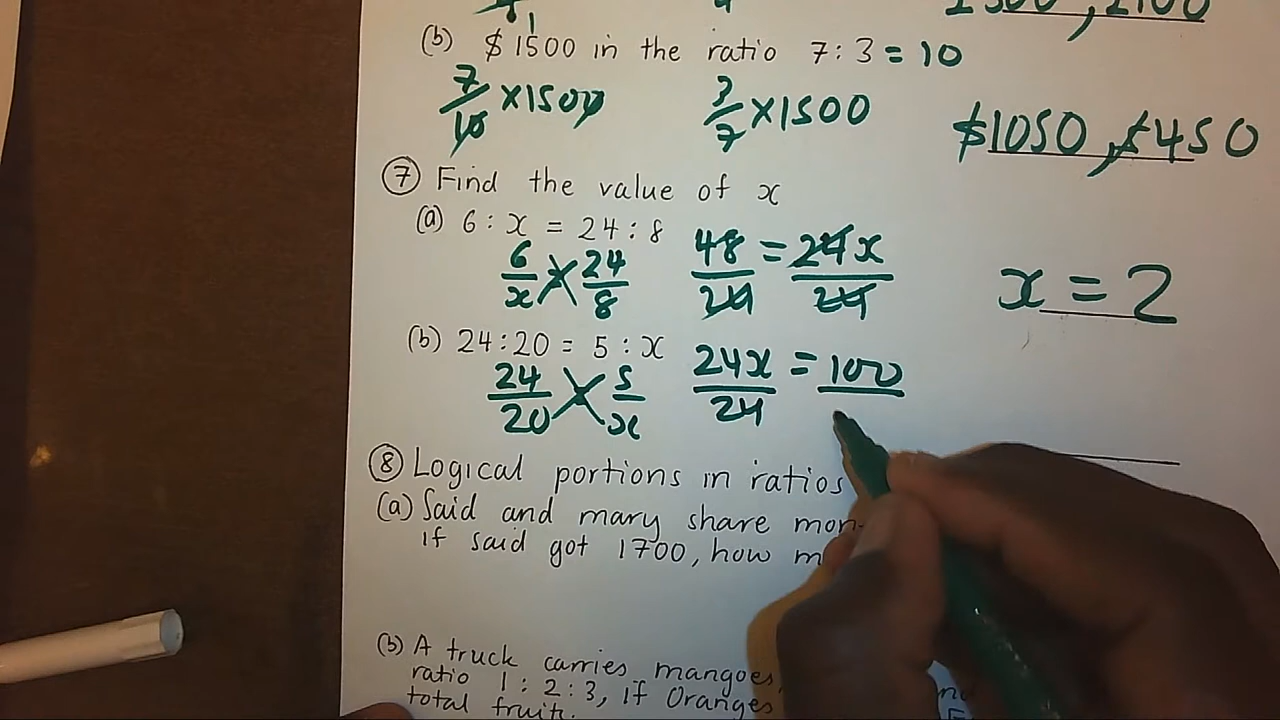 (b) $1500 in the ratio 7:3 = 10
7/10 ×1500 3/7 ×1500 $1050, $450
⑦ Find the value of x
(a) 6 : x = 24 : 8
6/x 24/8 48/24 = 24x/24 x = 2
(b) 24:20 = 5 : x
24/20 5/x 24x/24 = 100
⑧ Logical portions in ratios
(a) Said and mary share
If said got 1700, how
(b) A truck carries mangoes
ratio 1 : 2 : 3, If Oranges
total fruit.